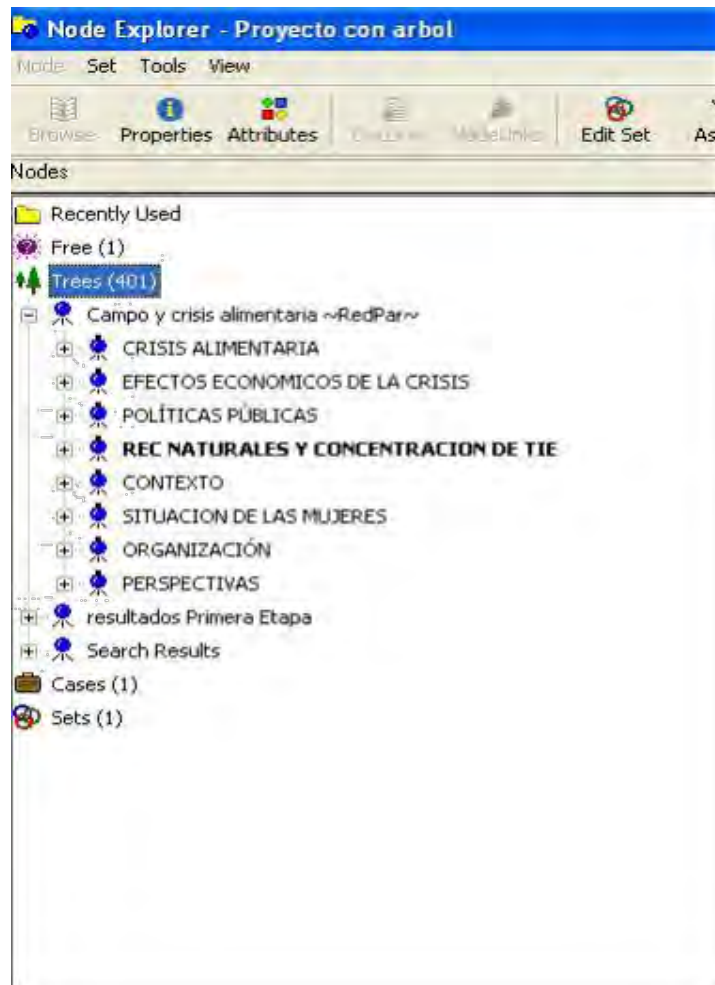 Node Explorer - Proyecto con arbol
Node Set Tools View
Browse Properties Attributes Edit Set As
Nodes
Recently Used
Free (1)
Trees (401)
Campo y crisis alimentaria ~RedPar~
CRISIS ALIMENTARIA
EFECTOS ECONOMICOS DE LA CRISIS
POLÍTICAS PÚBLICAS
REC NATURALES Y CONCENTRACION DE TIE
CONTEXTO
SITUACION DE LAS MUJERES
ORGANIZACIÓN
PERSPECTIVAS
resultados Primera Etapa
Search Results
Cases (1)
Sets (1)